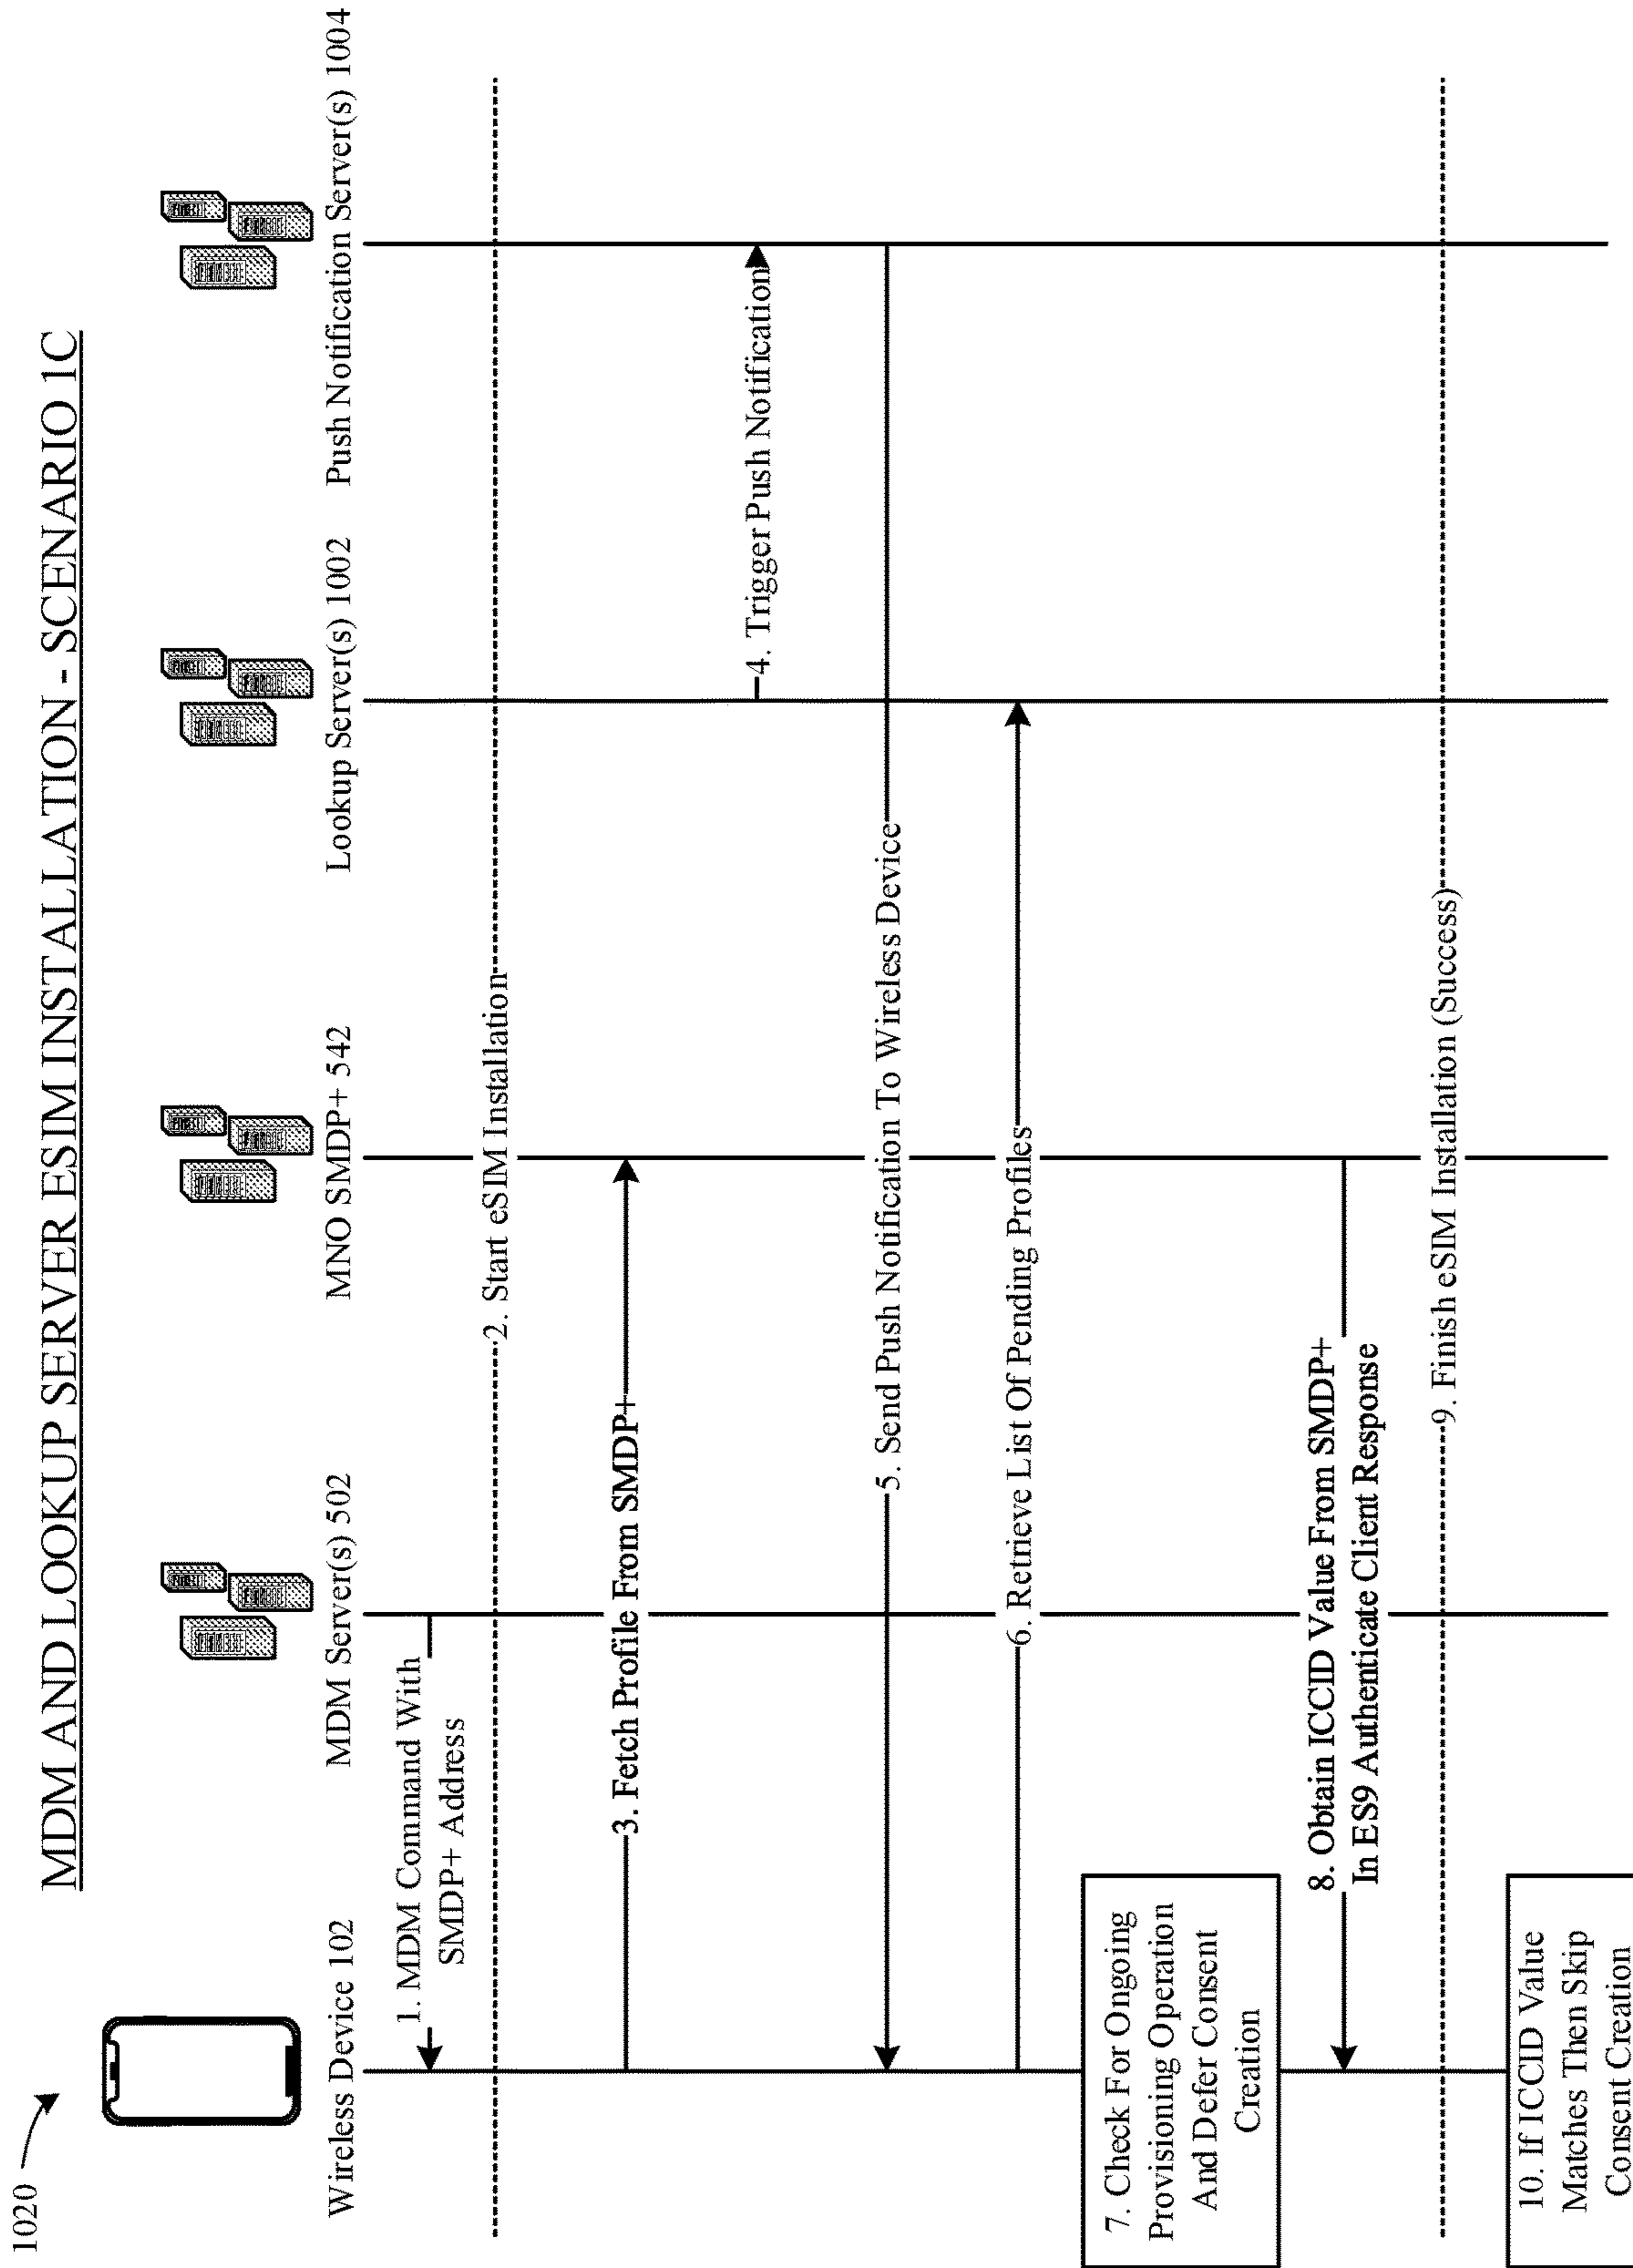 1020
MDM AND LOOKUP SERVER ESIM INSTALLATION - SCENARIO 1C
Wireless Device 102
MDM Server(s) 502
MNO SMDP+ 542
Lookup Server(s) 1002
Push Notification Server(s) 1004
1. MDM Command With
SMDP+ Address
2. Start eSIM Installation
3. Fetch Profile From SMDP+
4. Trigger Push Notification
5. Send Push Notification To Wireless Device
6. Retrieve List Of Pending Profiles
7. Check For Ongoing
Provisioning Operation
And Defer Consent
Creation
8. Obtain ICCID Value From SMDP+
In ES9 Authenticate Client Response
9. Finish eSIM Installation (Success)
10. If ICCID Value
Matches Then Skip
Consent Creation